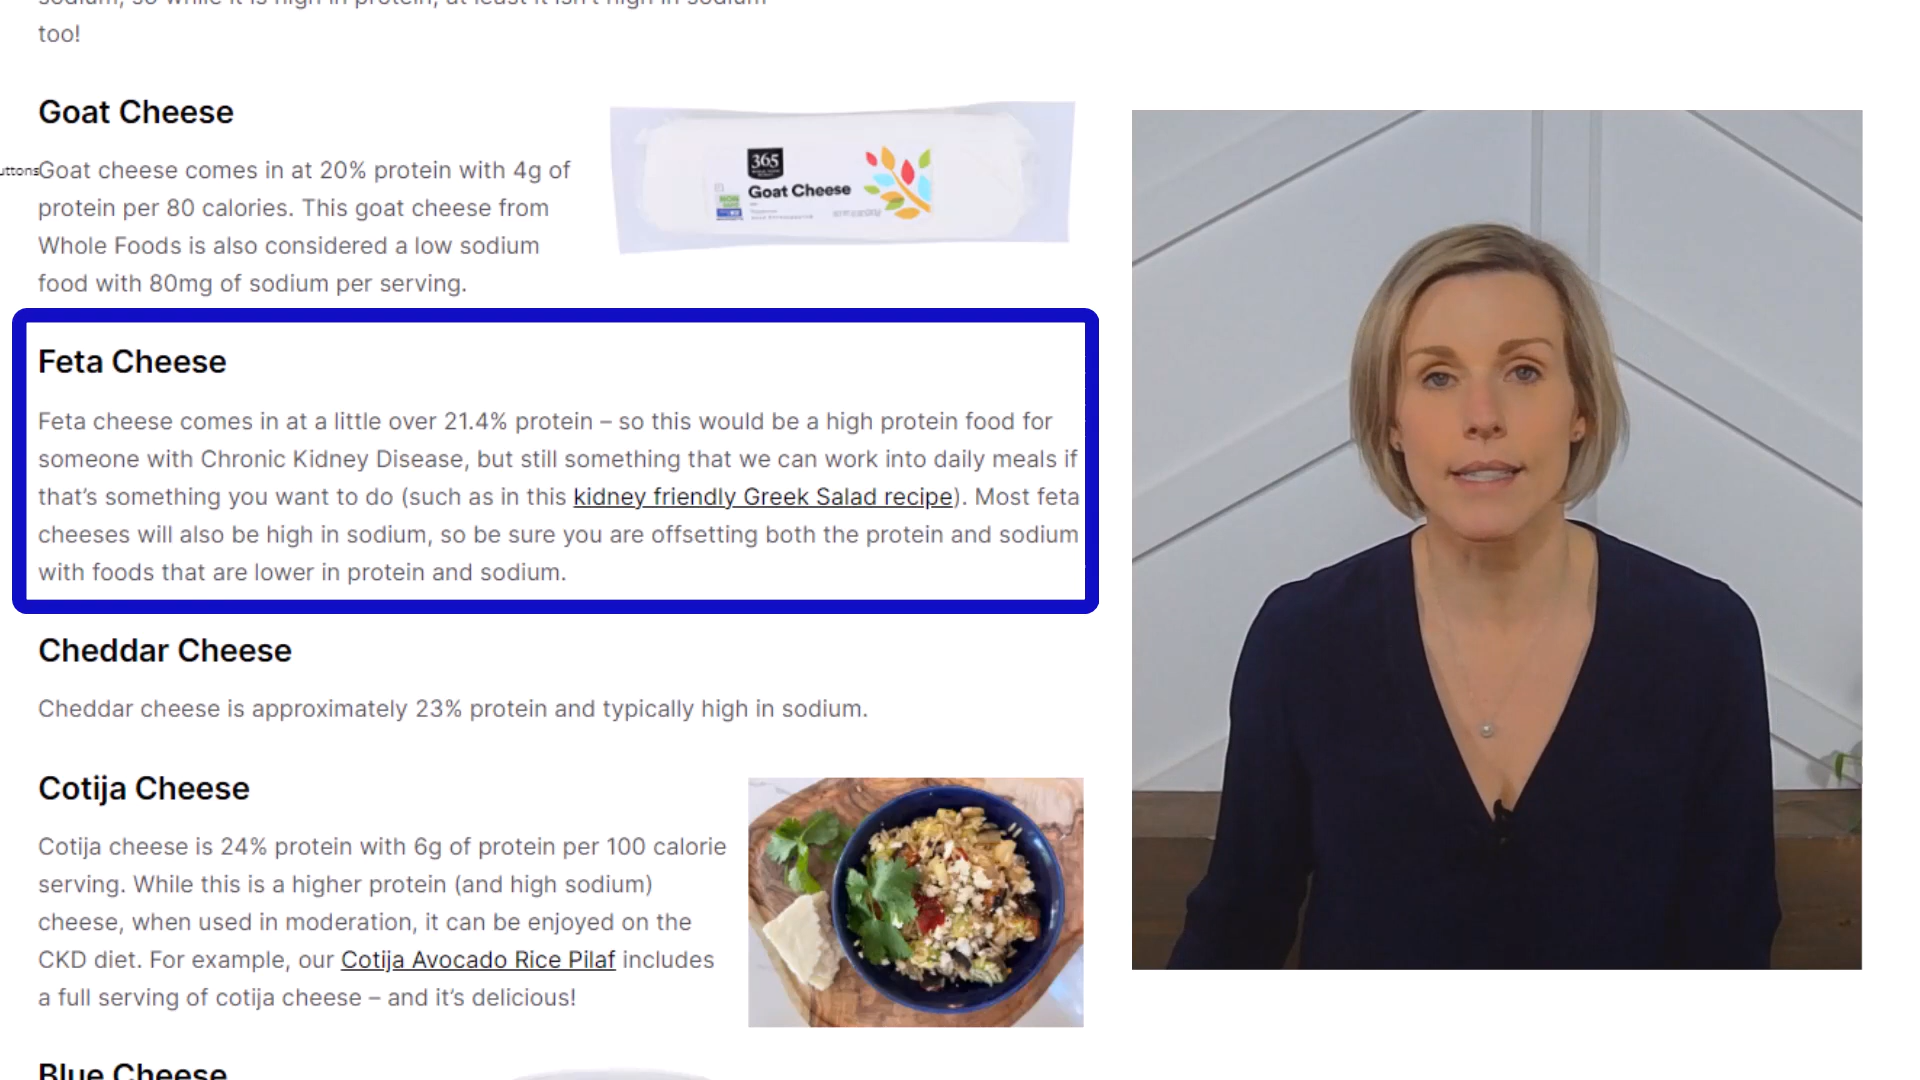 too!
Goat Cheese
Goat cheese comes in at 20% protein with 4g of
protein per 80 calories. This goat cheese from
Whole Foods is also considered a low sodium
food with 80mg of sodium per serving.
365
Goat Cheese
Feta Cheese
Feta cheese comes in at a little over 21.4% protein – so this would be a high protein food for
someone with Chronic Kidney Disease, but still something that we can work into daily meals if
that’s something you want to do (such as in this kidney friendly Greek Salad recipe). Most feta
cheeses will also be high in sodium, so be sure you are offsetting both the protein and sodium
with foods that are lower in protein and sodium.
Cheddar Cheese
Cheddar cheese is approximately 23% protein and typically high in sodium.
Cotija Cheese
Cotija cheese is 24% protein with 6g of protein per 100 calorie
serving. While this is a higher protein (and high sodium)
cheese, when used in moderation, it can be enjoyed on the
CKD diet. For example, our Cotija Avocado Rice Pilaf includes
a full serving of cotija cheese – and it’s delicious!
Blue Cheese